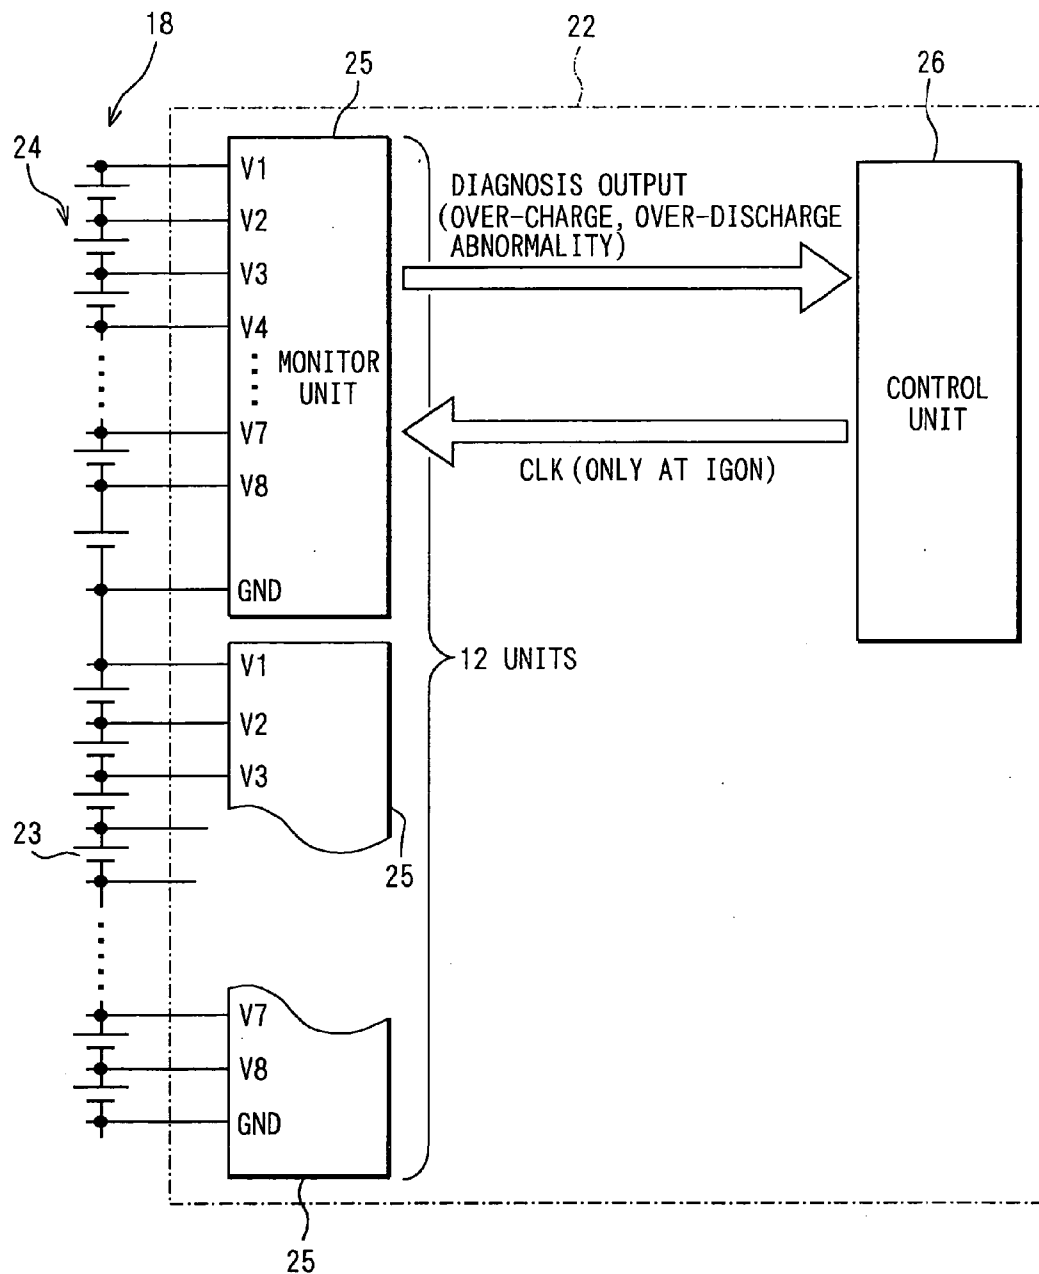 18
22
25
26
24
V1
V2
V3
V4
V7
V8
GND
MONITOR
UNIT
DIAGNOSIS OUTPUT
(OVER-CHARGE, OVER-DISCHARGE
ABNORMALITY)
CLK (ONLY AT IGON)
CONTROL
UNIT
12 UNITS
V1
V2
V3
23
25
V7
V8
GND
25